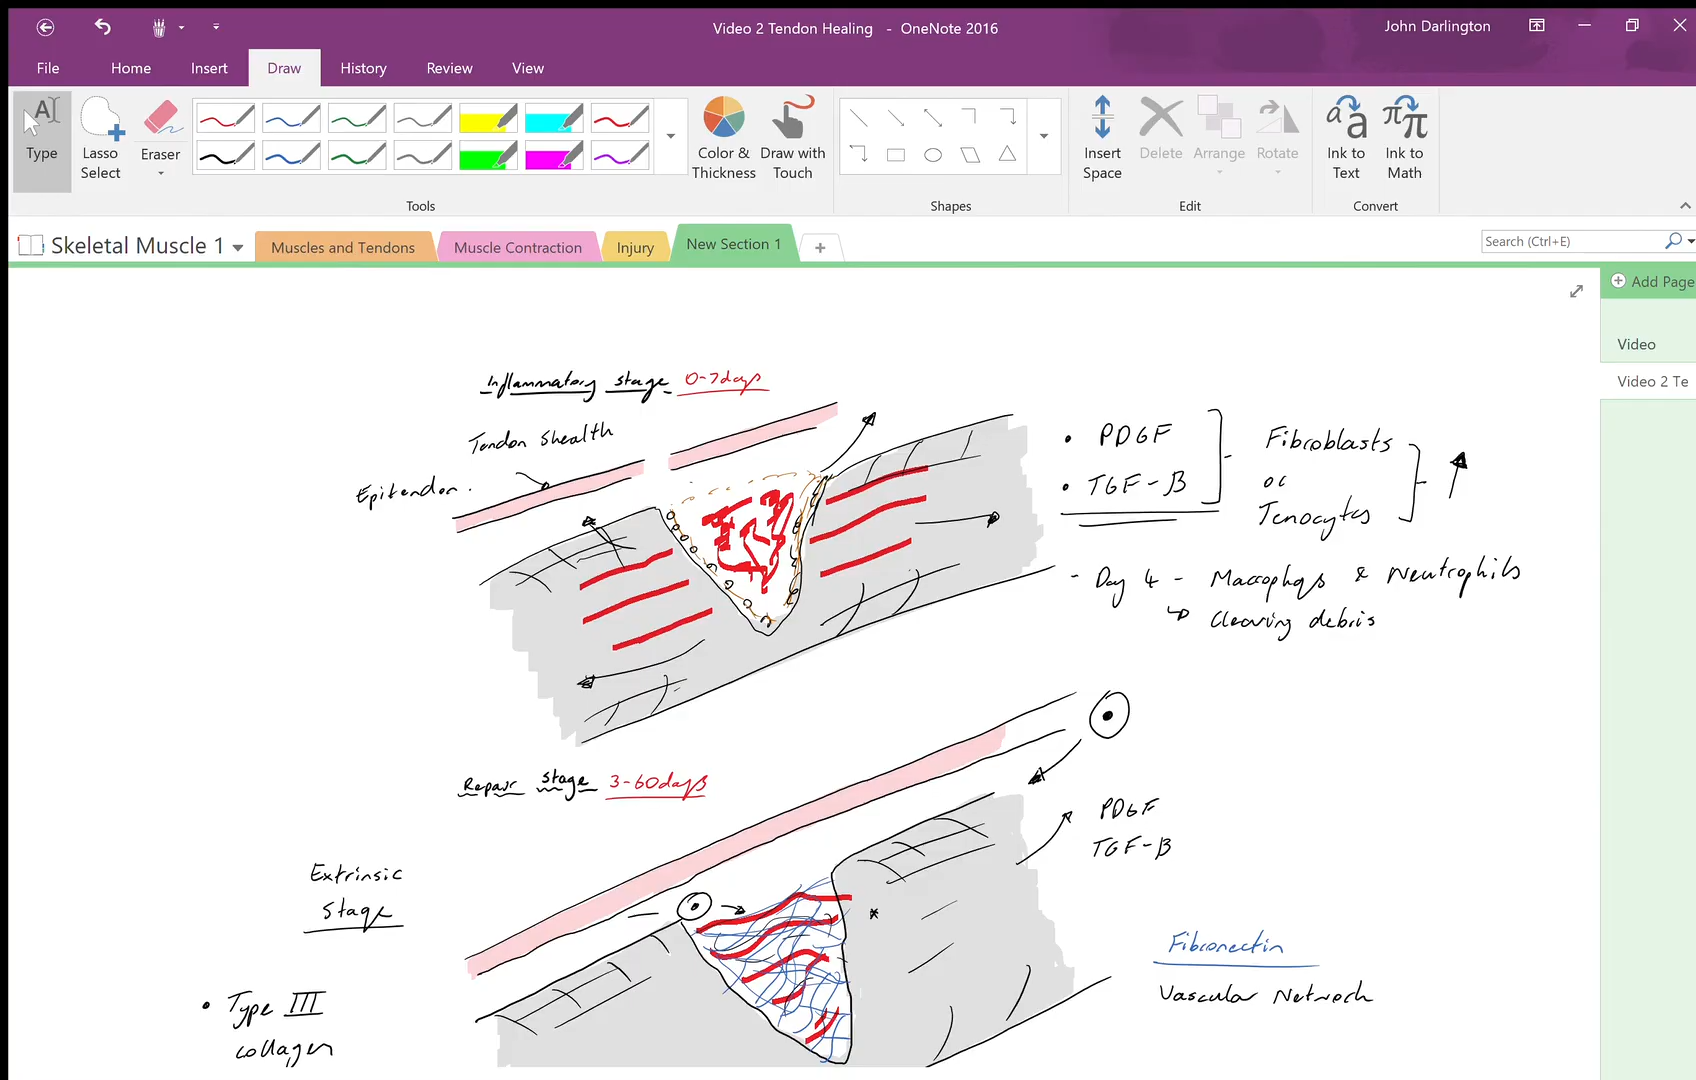 Video 2 Tendon Healing - OneNote 2016
John Darlington
File Home Insert Draw History Review View
Type
Lasso Select
Eraser
Color & Thickness
Draw with Touch
Insert Space
Delete
Arrange
Rotate
Ink to Text
Ink to Math
Tools Shapes Edit Convert
Skeletal Muscle 1
Muscles and Tendons
Muscle Contraction
Injury
New Section 1
Search (Ctrl+E)
Add Page
Video
Video 2 Te
Inflammatory stage 0-7days
Tendon Shealth
Epitendon.
• PDGF
• TGF-β
Fibroblasts
or
Tenocytes
- Day 4 - Macrophgs & Neutrophils
↳ Clearing debris
Repair stage 3-60days
PDGF
TGF-β
Extrinsic
Stage
Fibronectin
Vascular Network
• Type III
collagen